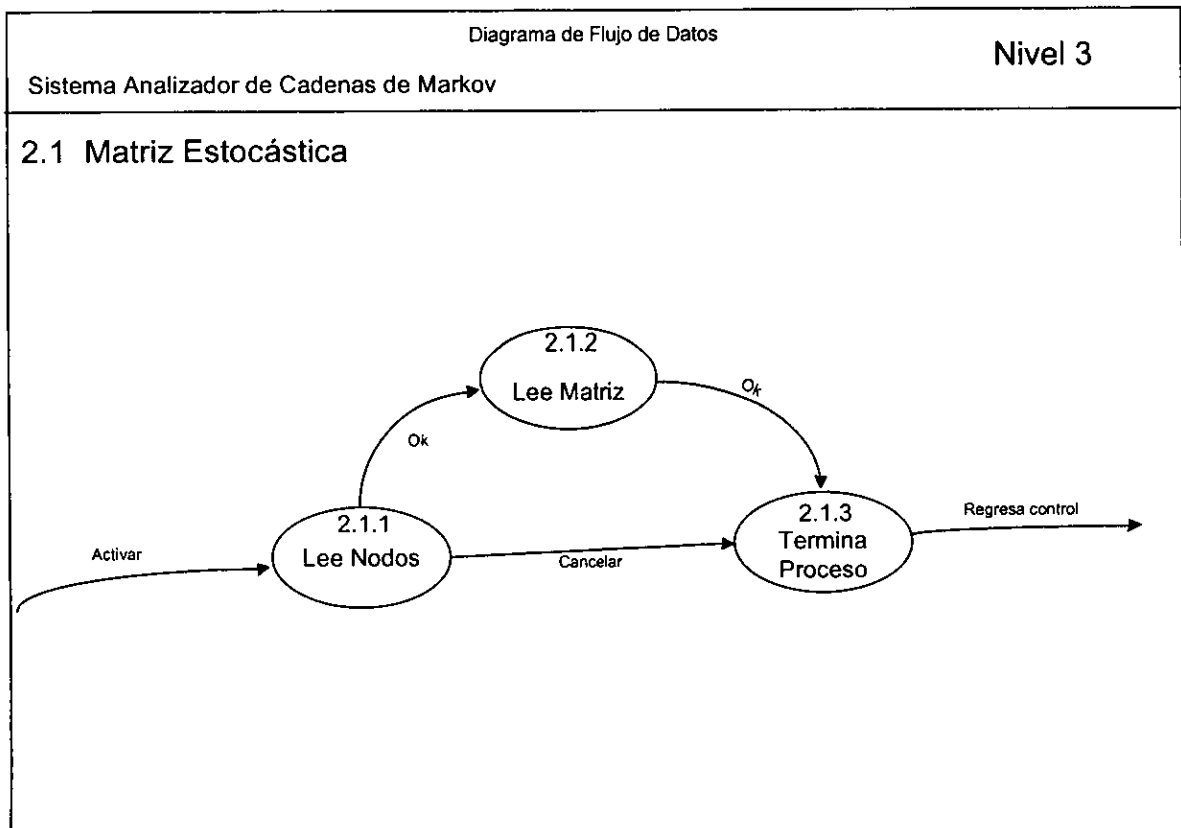 Diagrama de Flujo de Datos
Nivel 3
Sistema Analizador de Cadenas de Markov
2.1 Matriz Estocástica
2.1.2
Lee Matriz
Ok
Ok
2.1.1
Lee Nodos
Activar
Cancelar
2.1.3
Termina
Proceso
Regresa control